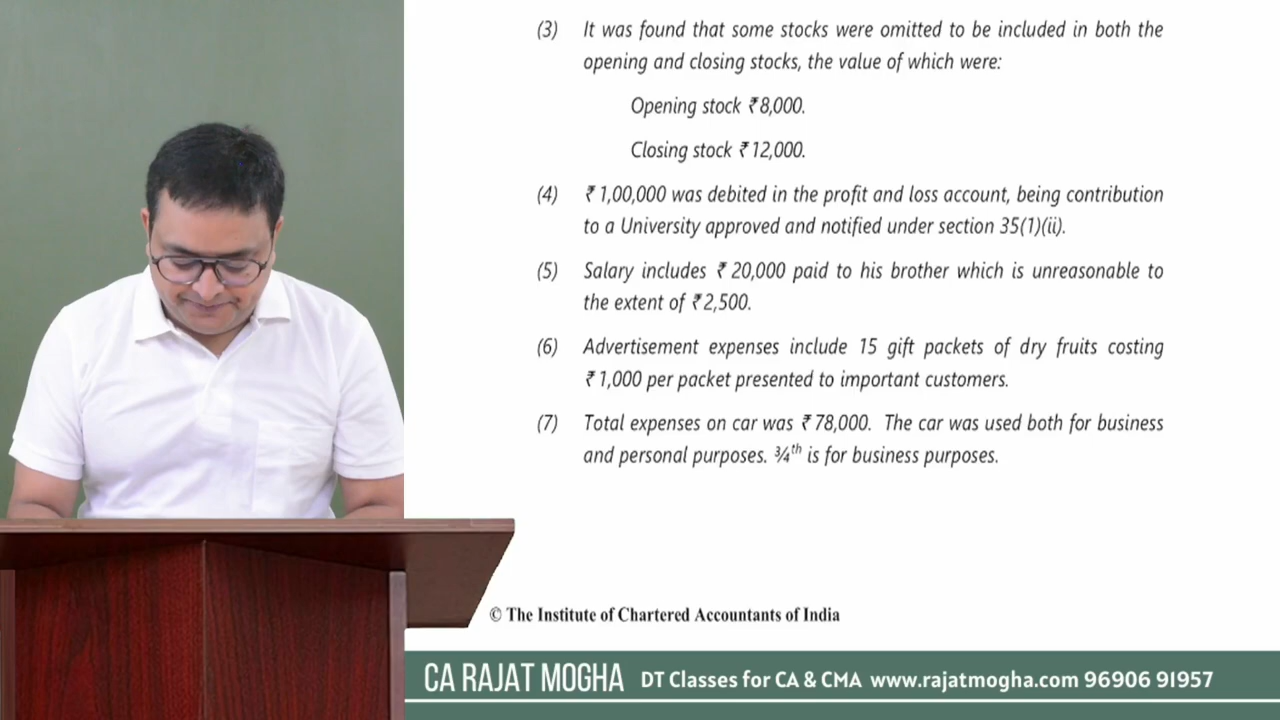 (3) It was found that some stocks were omitted to be included in both the
opening and closing stocks, the value of which were:
Opening stock ₹8,000.
Closing stock ₹12,000.
(4) ₹1,00,000 was debited in the profit and loss account, being contribution
to a University approved and notified under section 35(1)(ii).
(5) Salary includes ₹20,000 paid to his brother which is unreasonable to
the extent of ₹2,500.
(6) Advertisement expenses include 15 gift packets of dry fruits costing
₹1,000 per packet presented to important customers.
(7) Total expenses on car was ₹78,000. The car was used both for business
and personal purposes. ¾th is for business purposes.
© The Institute of Chartered Accountants of India
CA RAJAT MOGHA DT Classes for CA & CMA www.rajatmogha.com 96906 91957